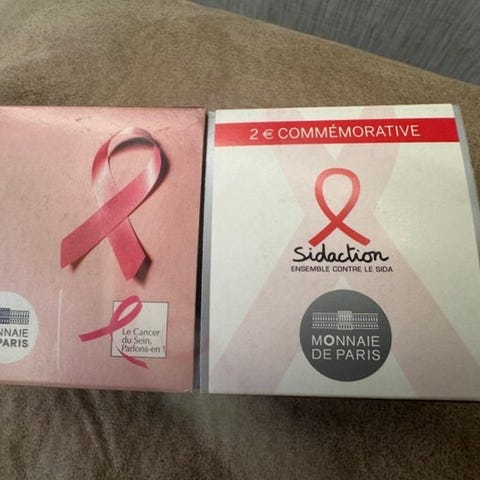 NNAIE
PARIS
Le Cancer
du Sein,
Parlons-en !
2 € COMMÉMORATIVE
Sidaction
ENSEMBLE CONTRE LE SIDA
MONNAIE
DE PARIS